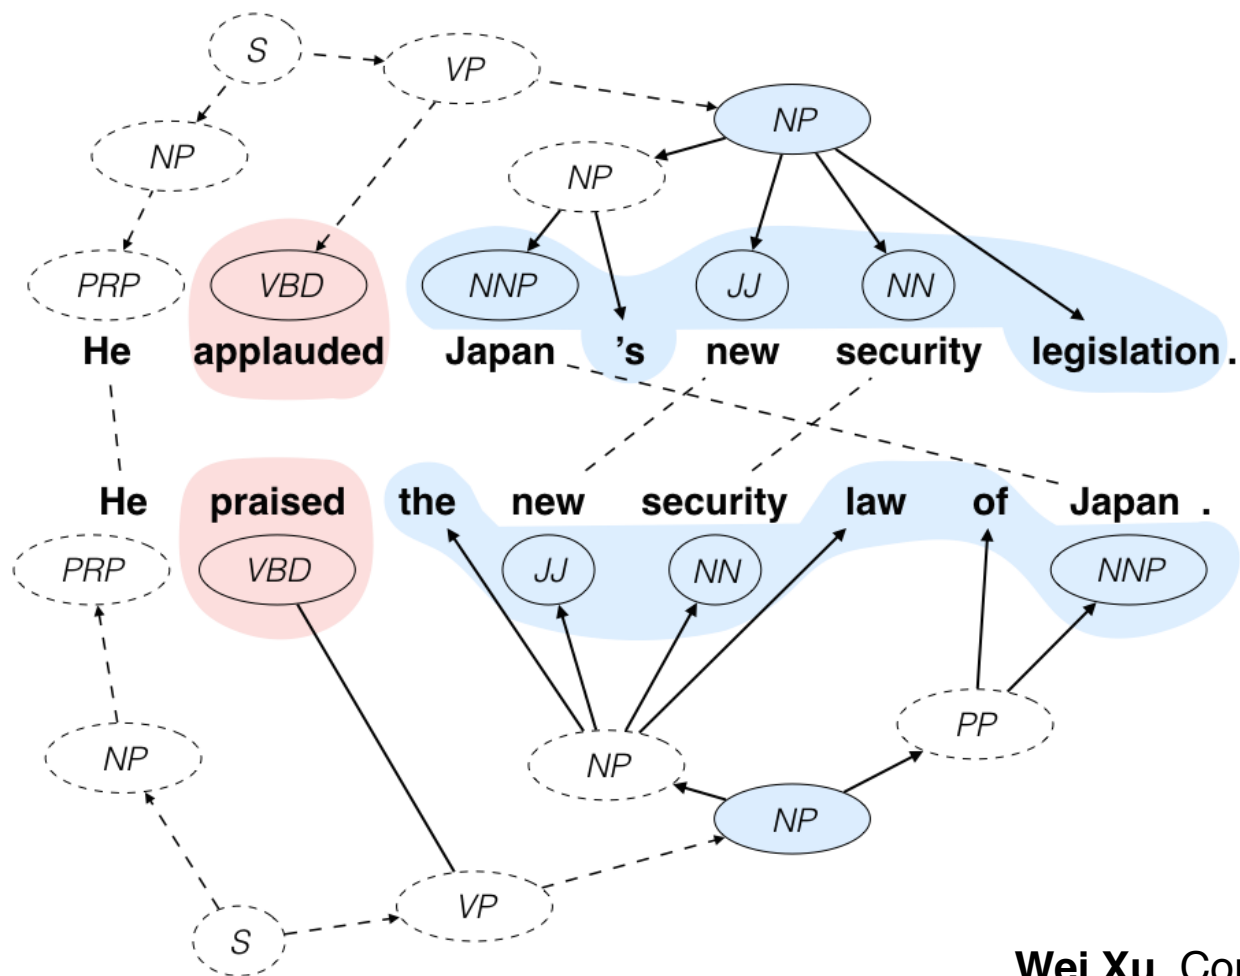 S
VP
NP
NP
NP
PRP VBD NNP JJ NN
He applauded Japan 's new security legislation .
He praised the new security law of Japan .
PRP VBD JJ NN NNP
PP
NP
NP
NP
VP
S
Wei Xu